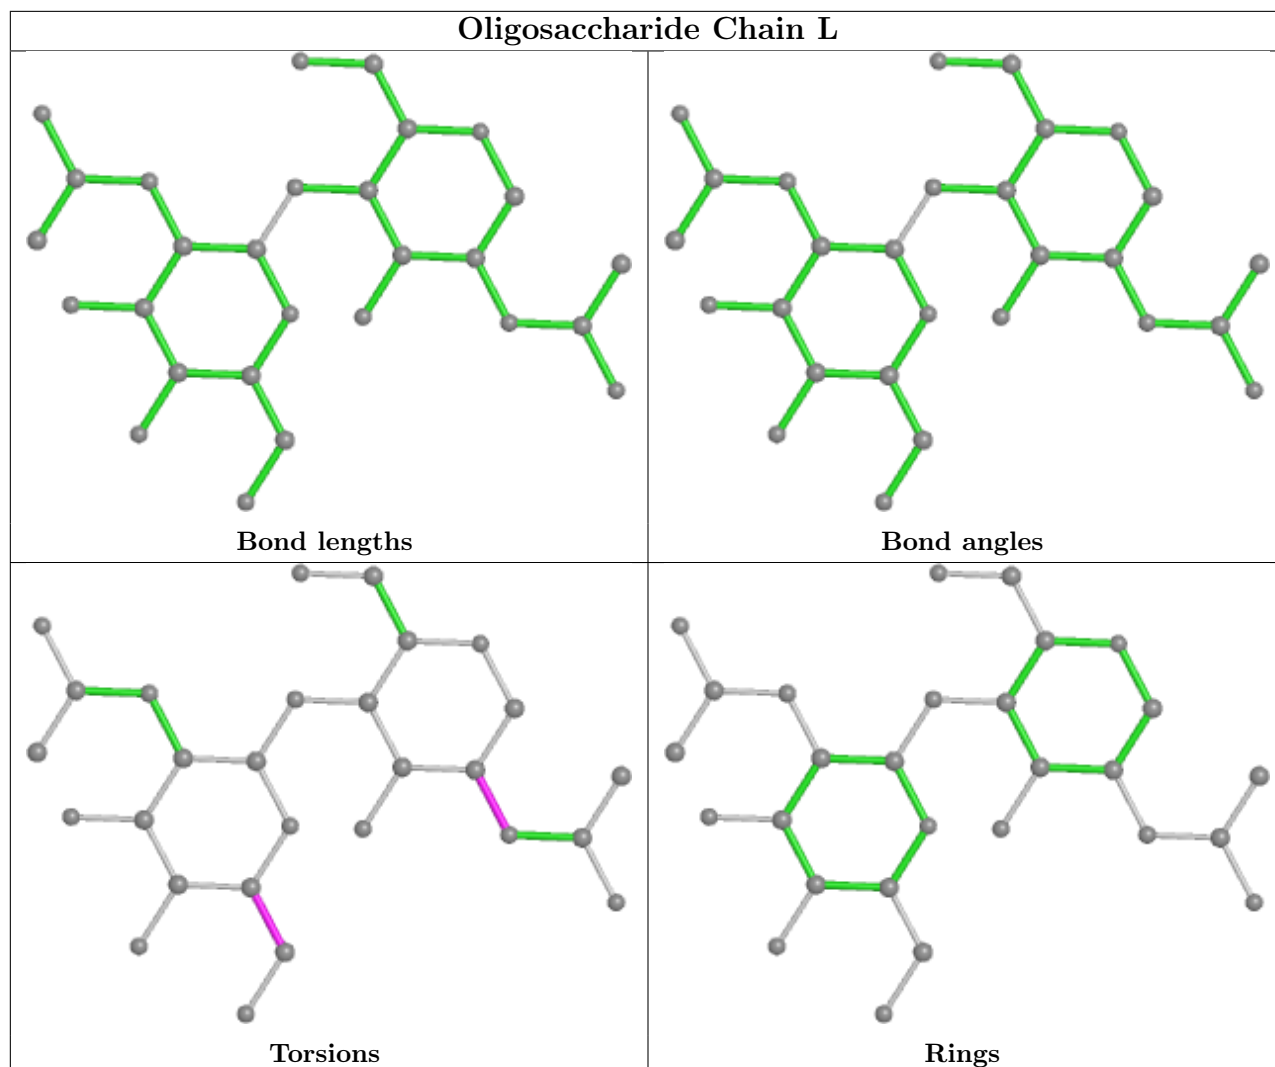 Oligosaccharide Chain L
Bond lengths
Bond angles
Torsions
Rings